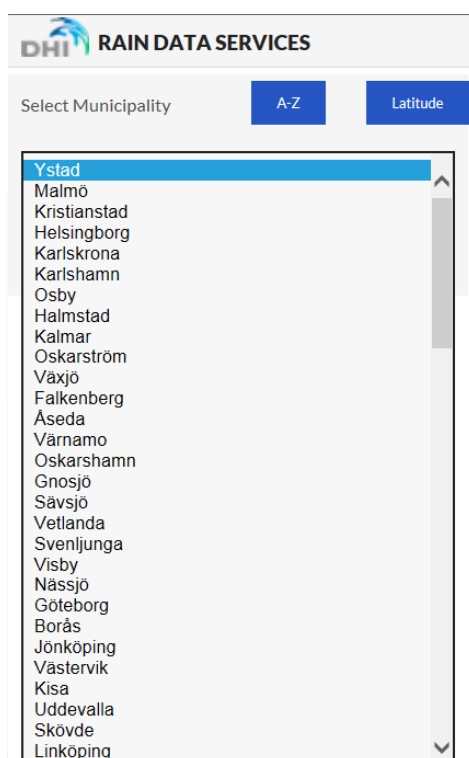 DHI RAIN DATA SERVICES
Select Municipality A-Z Latitude
Ystad
Malmö
Kristianstad
Helsingborg
Karlskrona
Karlshamn
Osby
Halmstad
Kalmar
Oskarström
Växjö
Falkenberg
Åseda
Värnamo
Oskarshamn
Gnosjö
Sävsjö
Vetlanda
Svenljunga
Visby
Nässjö
Göteborg
Borås
Jönköping
Västervik
Kisa
Uddevalla
Skövde
Linköping